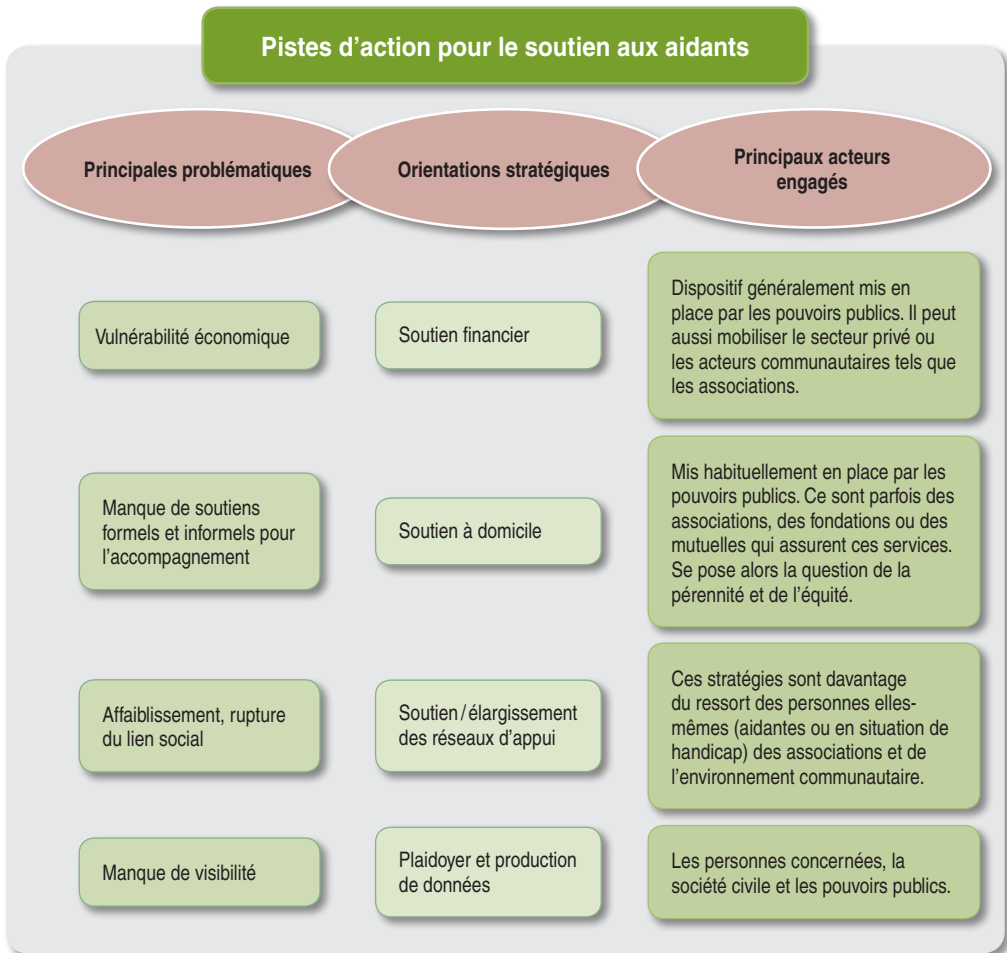 Pistes d'action pour le soutien aux aidants
Principales problématiques
Orientations stratégiques
Principaux acteurs
engagés
Vulnérabilité économique
Soutien financier
Dispositif généralement mis en
place par les pouvoirs publics. Il peut
aussi mobiliser le secteur privé ou
les acteurs communautaires tels que
les associations.
Manque de soutiens
formels et informels pour
l'accompagnement
Soutien à domicile
Mis habituellement en place par les
pouvoirs publics. Ce sont parfois des
associations, des fondations ou des
mutuelles qui assurent ces services.
Se pose alors la question de la
pérennité et de l'équité.
Affaiblissement, rupture
du lien social
Soutien / élargissement
des réseaux d'appui
Ces stratégies sont davantage
du ressort des personnes elles-
mêmes (aidantes ou en situation de
handicap) des associations et de
l'environnement communautaire.
Manque de visibilité
Plaidoyer et production
de données
Les personnes concernées, la
société civile et les pouvoirs publics.